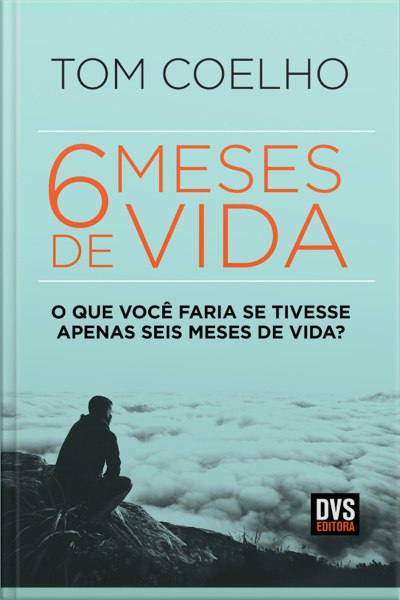 TOM COELHO
6 MESES
DE VIDA
O QUE VOCÊ FARIA SE TIVESSE
APENAS SEIS MESES DE VIDA?
DVS
EDITORA